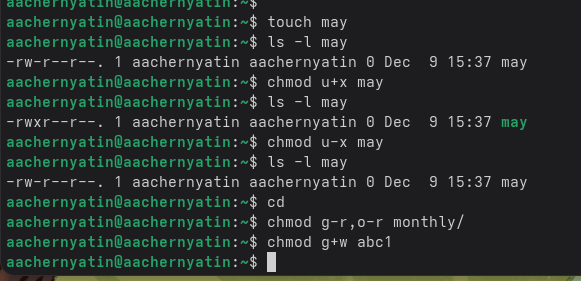 aachernyatin@aachernyatin:~$
aachernyatin@aachernyatin:~$ touch may
aachernyatin@aachernyatin:~$ ls -l may
-rw-r--r--. 1 aachernyatin aachernyatin 0 Dec  9 15:37 may
aachernyatin@aachernyatin:~$ chmod u+x may
aachernyatin@aachernyatin:~$ ls -l may
-rwxr--r--. 1 aachernyatin aachernyatin 0 Dec  9 15:37 may
aachernyatin@aachernyatin:~$ chmod u-x may
aachernyatin@aachernyatin:~$ ls -l may
-rw-r--r--. 1 aachernyatin aachernyatin 0 Dec  9 15:37 may
aachernyatin@aachernyatin:~$ cd
aachernyatin@aachernyatin:~$ chmod g-r,o-r monthly/
aachernyatin@aachernyatin:~$ chmod g+w abc1
aachernyatin@aachernyatin:~$